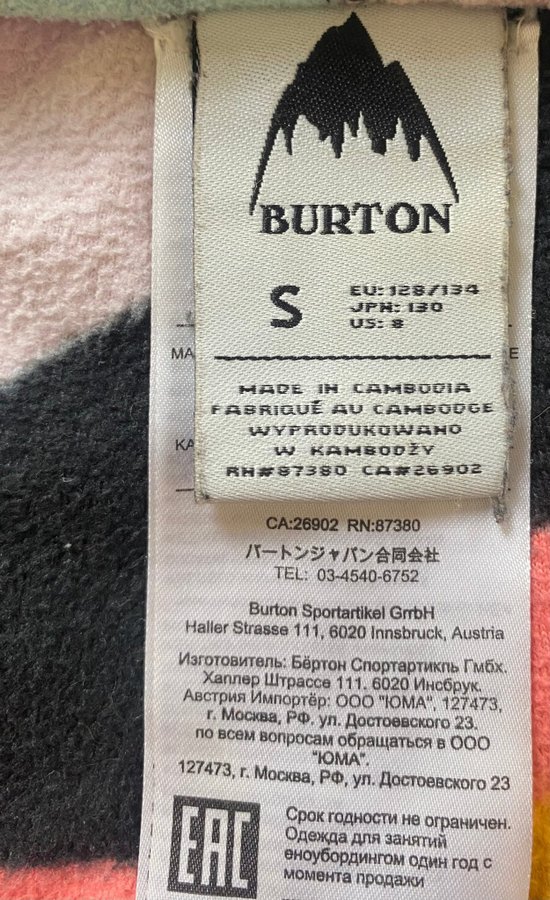 BURTON
S
EU: 128/134
JPN: 130
US: 8
MADE IN CAMBODIA
FABRIQUÉ AU CAMBODGE
WYPRODUKOWANO
W KAMBODŻY
RN#87380 CA#26902
MA
E
KA
CA:26902 RN:87380
バートンジャパン合同会社
TEL: 03-4540-6752
Burton Sportartikel GmbH
Haller Strasse 111, 6020 Innsbruck, Austria
Изготовитель: Бёртон Спортартикпь Гмбх.
Халлер Штрассе 111. 6020 Инсбрук.
Австрия Импортёр: ООО "ЮМА", 127473,
г. Москва, РФ. ул. Достоевского 23.
по всем вопросам обращаться в ООО
"ЮМА".
127473, г. Москва, РФ, ул. Достоевского 23
EAC
Срок годности не ограничен.
Одежда для занятий
еноубордингом один год с
момента продажи